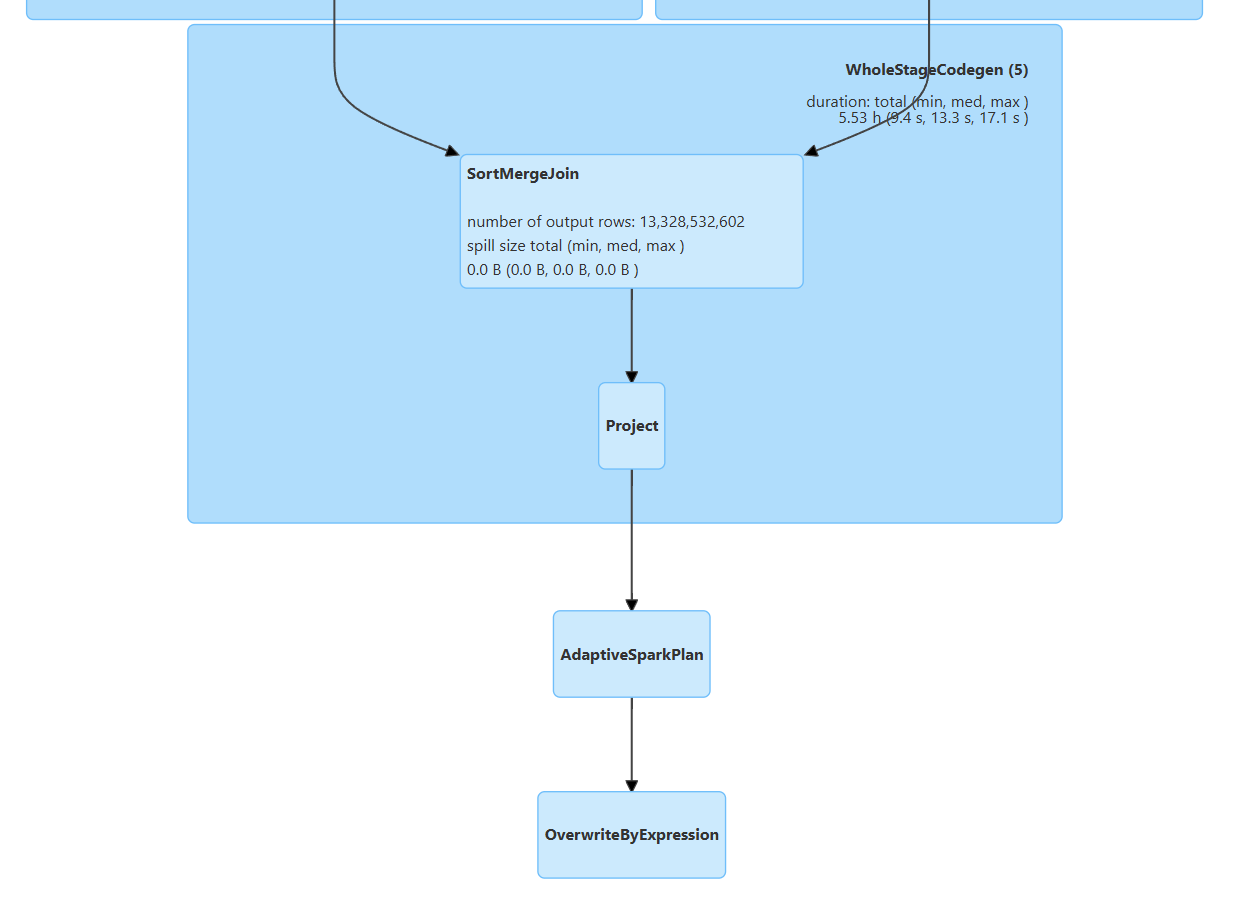 WholeStageCodegen (5)
duration: total (min, med, max )
5.53 h (9.4 s, 13.3 s, 17.1 s )
SortMergeJoin
number of output rows: 13,328,532,602
spill size total (min, med, max )
0.0 B (0.0 B, 0.0 B, 0.0 B )
Project
AdaptiveSparkPlan
OverwriteByExpression